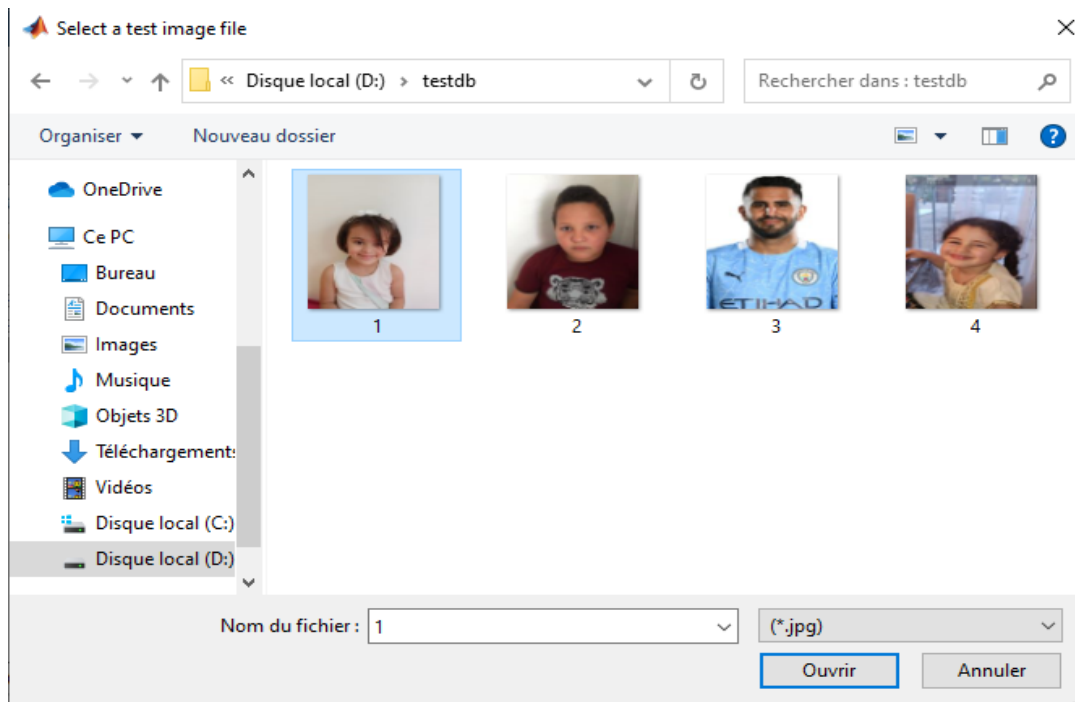 Select a test image file
« Disque local (D:) › testdb
Rechercher dans : testdb
Organiser
Nouveau dossier
OneDrive
Ce PC
Bureau
Documents
Images
Musique
Objets 3D
Téléchargement
Vidéos
Disque local (C:)
Disque local (D:)
ETIHAD
1
2
3
4
Nom du fichier : 1
(*.jpg)
Ouvrir
Annuler